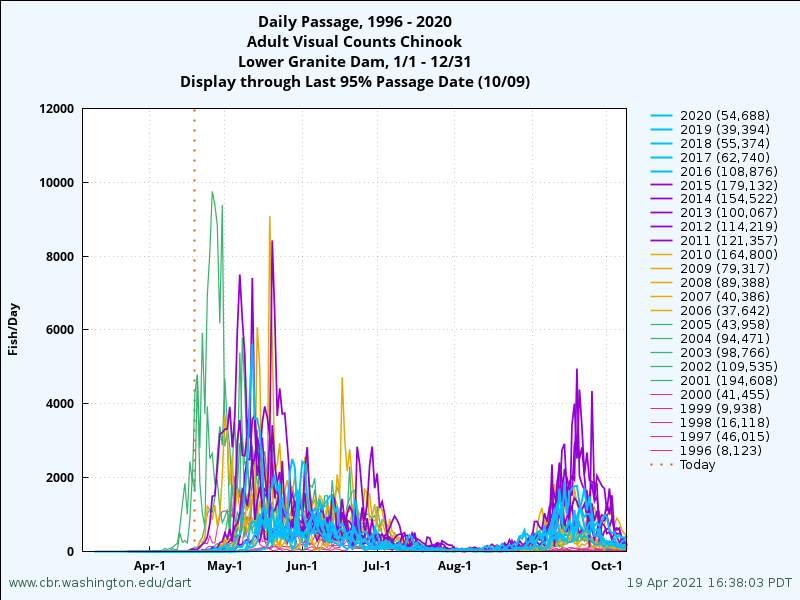 Daily Passage, 1996 - 2020
Adult Visual Counts Chinook
Lower Granite Dam, 1/1 - 12/31
Display through Last 95% Passage Date (10/09)
12000
10000
8000
6000
4000
2000
0
Fish/Day
Apr-1
May-1
Jun-1
Jul-1
Aug-1
Sep-1
Oct-1
2020 (54,688)
2019 (39,394)
2018 (55,374)
2017 (62,740)
2016 (108,876)
2015 (179,132)
2014 (154,522)
2013 (100,067)
2012 (114,219)
2011 (121,357)
2010 (164,800)
2009 (79,317)
2008 (89,388)
2007 (40,386)
2006 (37,642)
2005 (43,958)
2004 (94,471)
2003 (98,766)
2002 (109,535)
2001 (194,608)
2000 (41,455)
1999 (9,938)
1998 (16,118)
1997 (46,015)
1996 (8,123)
Today
www.cbr.washington.edu/dart
19 Apr 2021 16:38:03 PDT